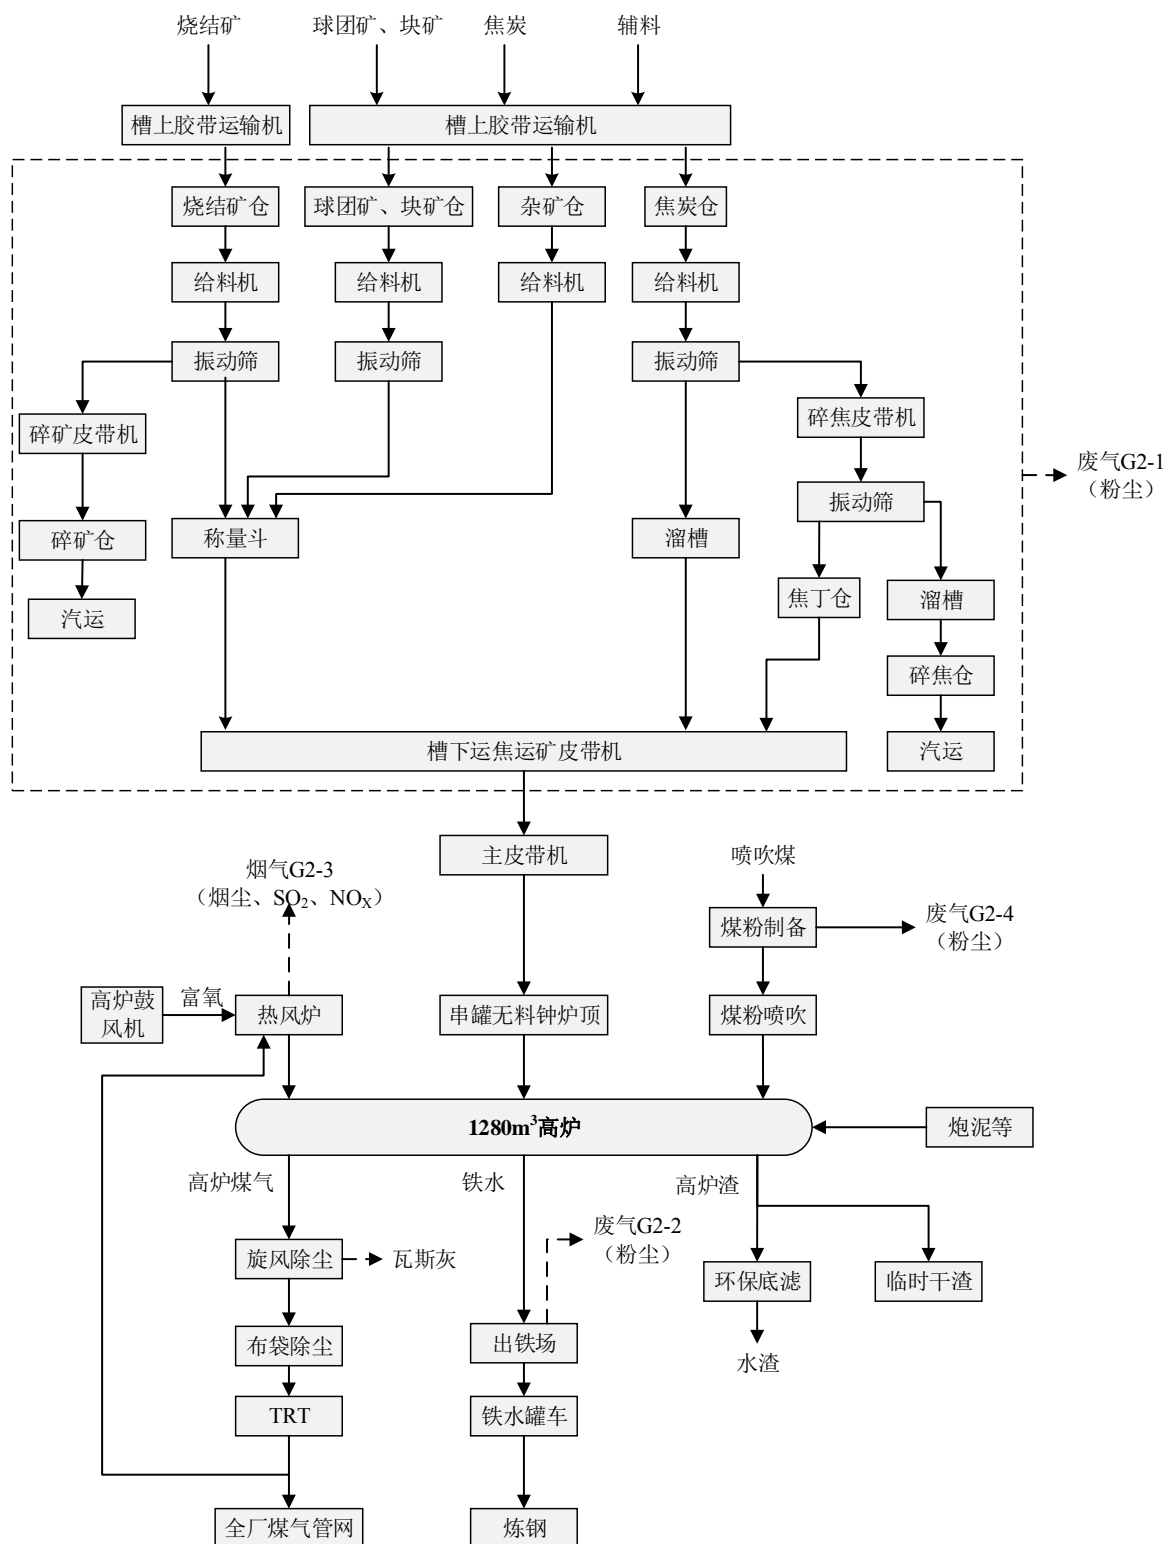 烧结矿
球团矿、块矿
焦炭
辅料
槽上胶带运输机
槽上胶带运输机
烧结矿仓
球团矿、块矿仓
杂矿仓
焦炭仓
给料机
给料机
给料机
给料机
振动筛
振动筛
振动筛
碎矿皮带机
碎焦皮带机
废气G2-1
（粉尘）
振动筛
碎矿仓
称量斗
溜槽
焦丁仓
溜槽
汽运
碎焦仓
槽下运焦运矿皮带机
汽运
主皮带机
喷吹煤
烟气G2-3
（烟尘、SO₂、NOX）
煤粉制备
废气G2-4
（粉尘）
高炉鼓
风机
富氧
热风炉
串罐无料钟炉顶
煤粉喷吹
1280m³高炉
炮泥等
高炉煤气
铁水
高炉渣
废气G2-2
（粉尘）
旋风除尘
瓦斯灰
环保底滤
临时干渣
布袋除尘
出铁场
水渣
TRT
铁水罐车
全厂煤气管网
炼钢